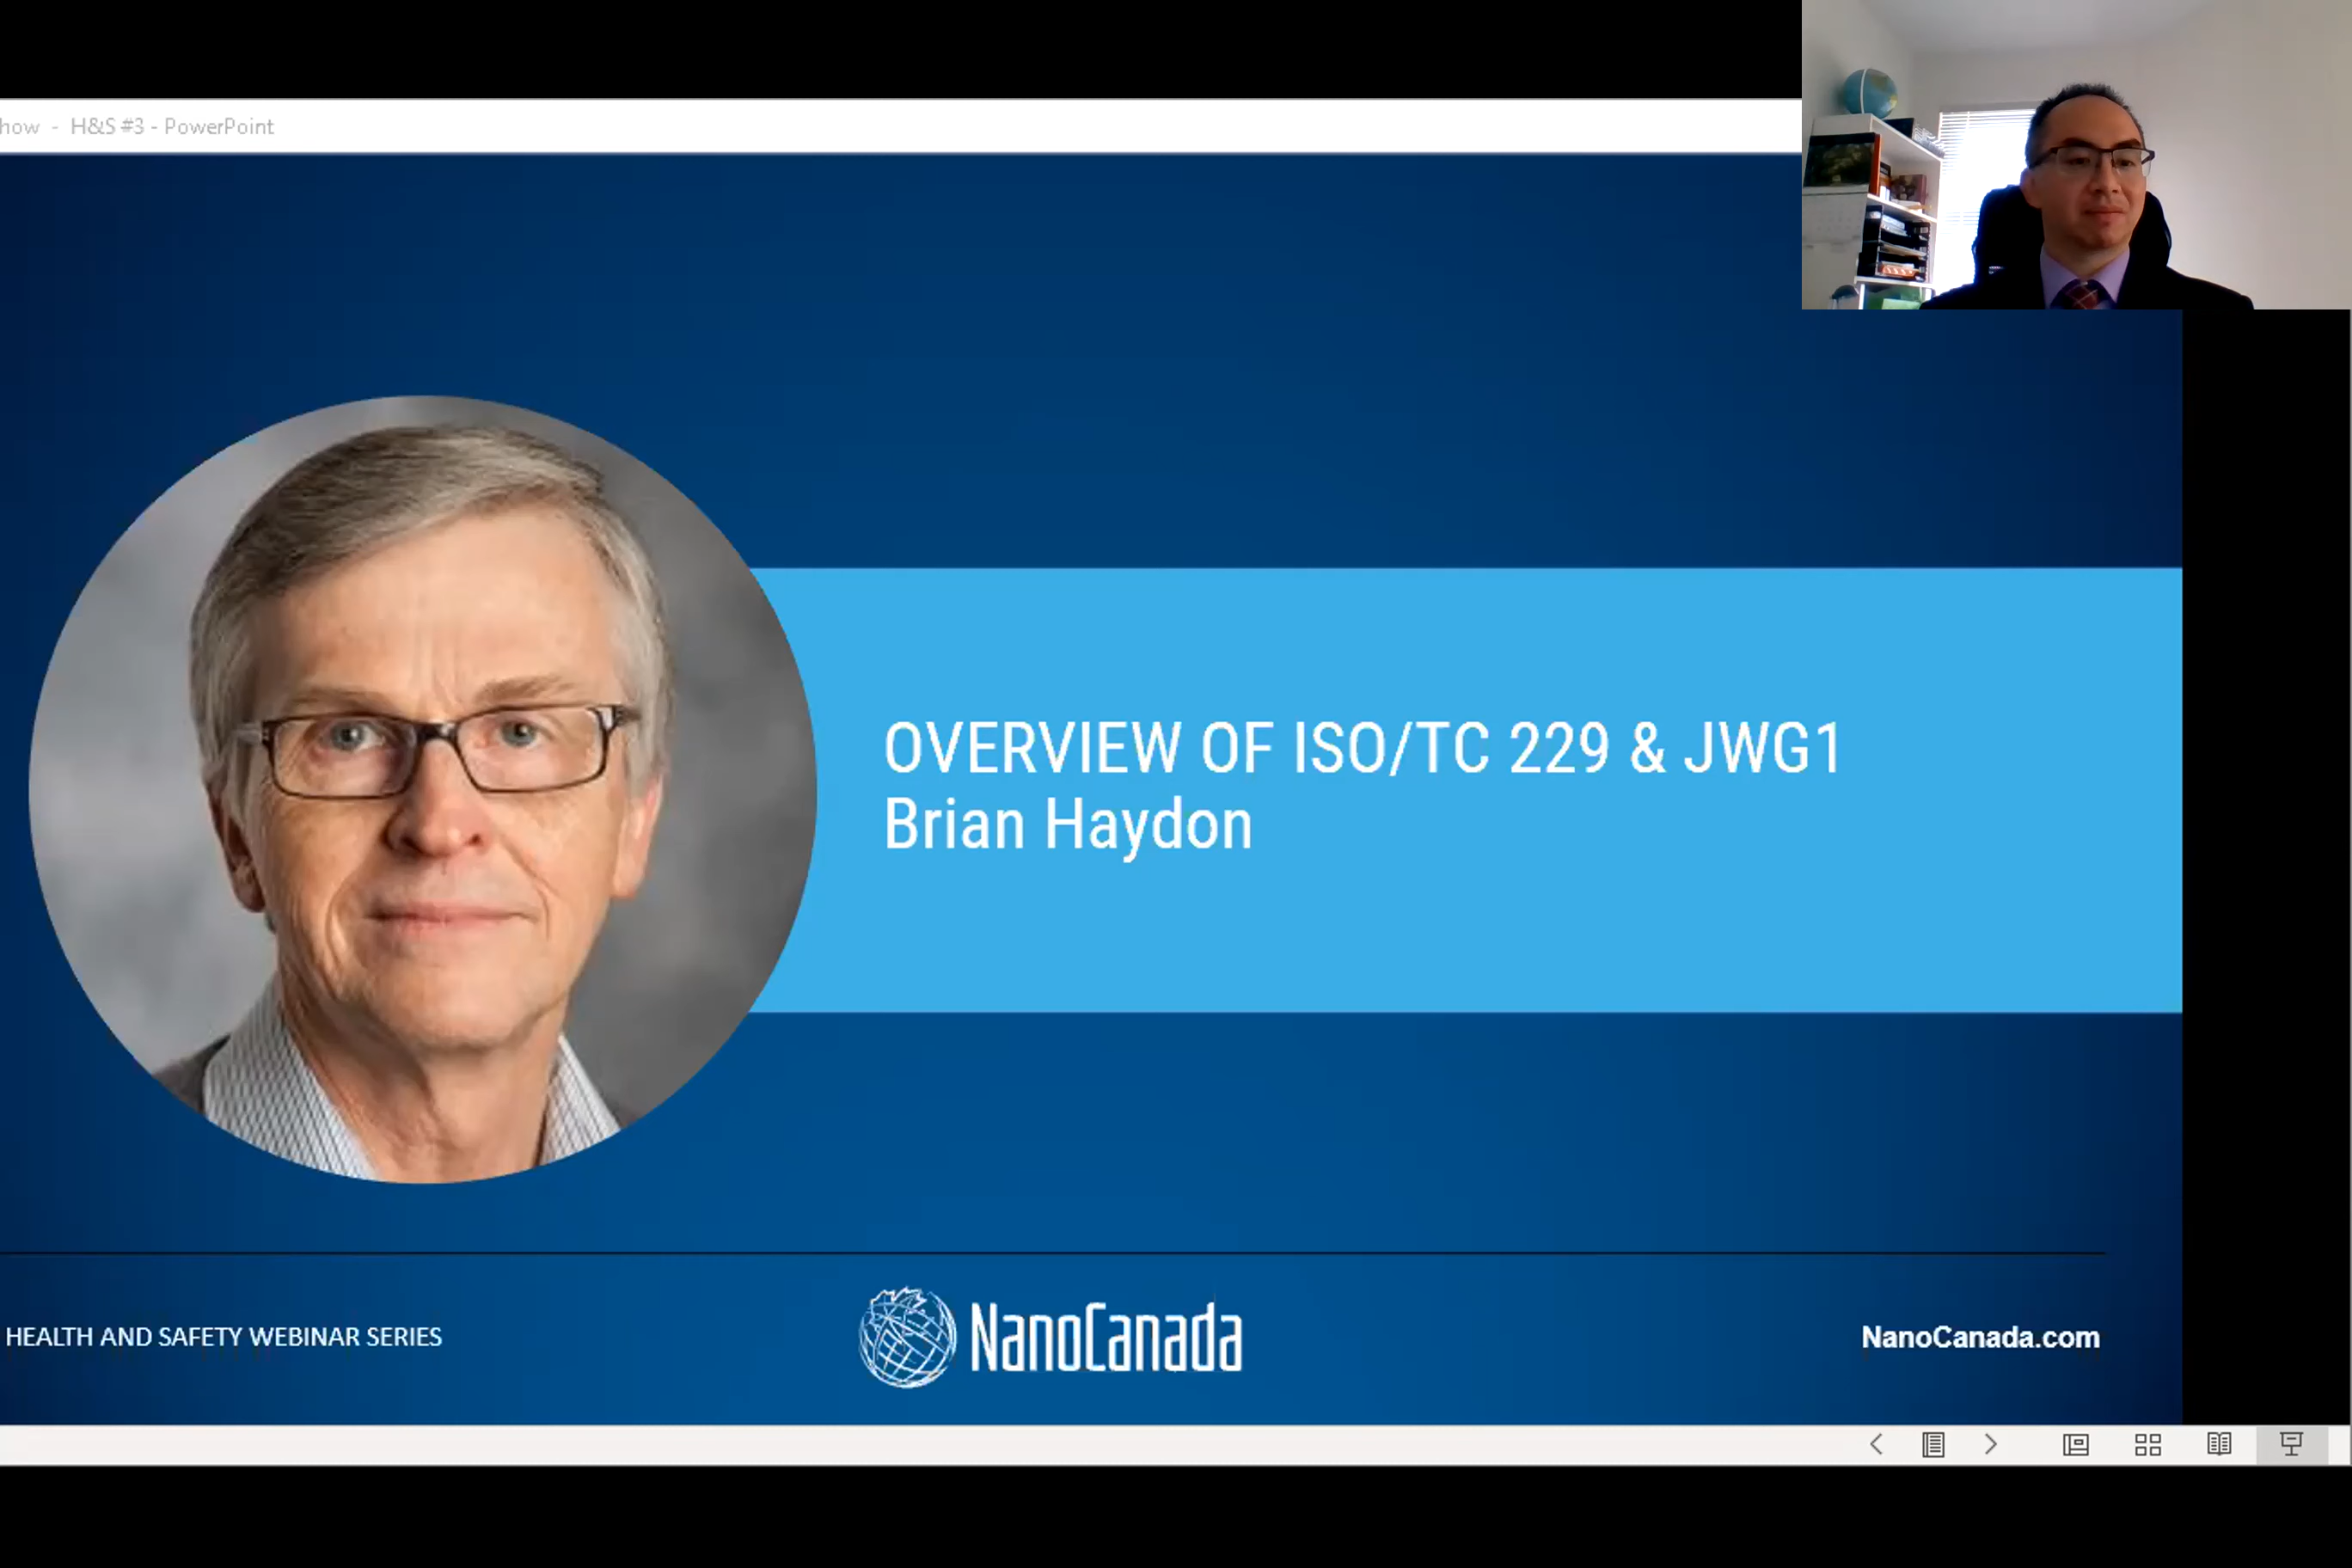 how - H&S #3 - PowerPoint
OVERVIEW OF ISO/TC 229 & JWG1
Brian Haydon
HEALTH AND SAFETY WEBINAR SERIES
NanoCanada
NanoCanada.com